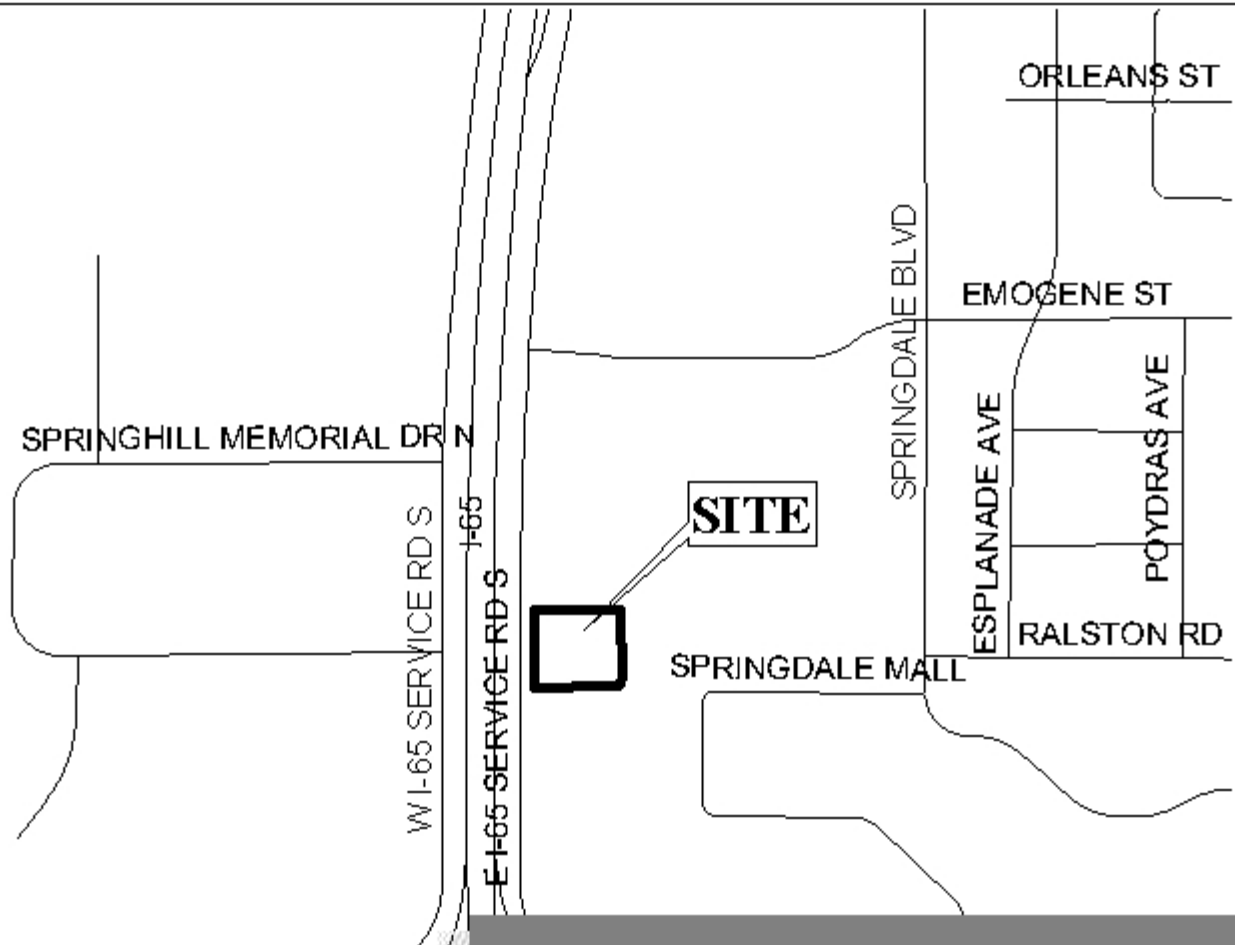 ORLEANS ST
SPRINGDALE BLVD
EMOGENE ST
POYDRAS AVE
ESPLANADE AVE
SPRINGHILL MEMORIAL DR N
I-65
SITE
W I-65 SERVICE RD S
E I-65 SERVICE RD S
RALSTON RD
SPRINGDALE MALL